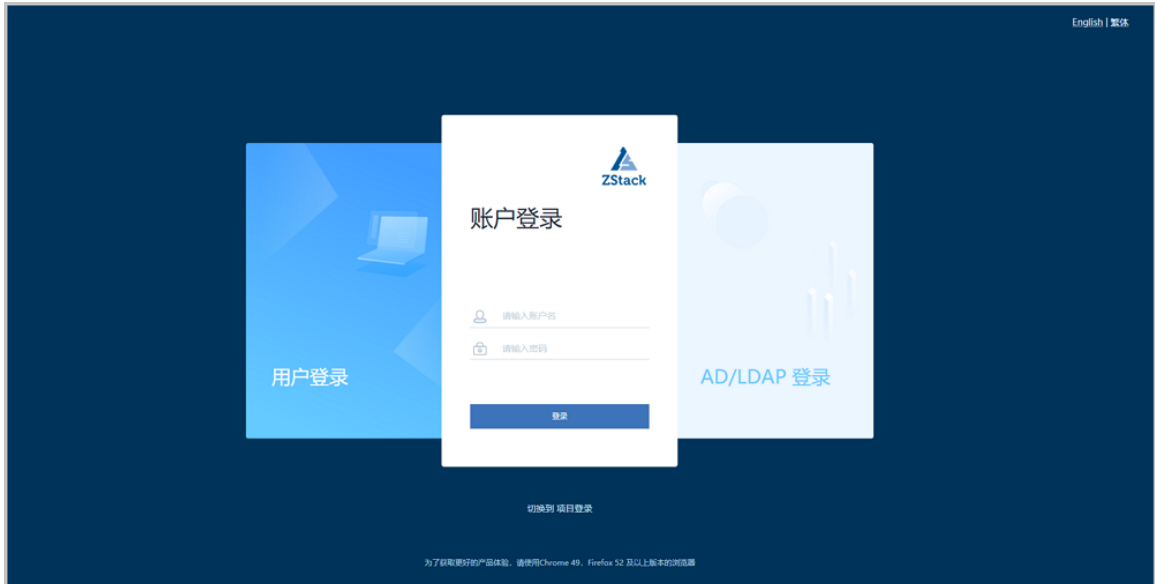 English | 繁体
ZStack
账户登录
请输入账户名
请输入密码
用户登录
AD/LDAP 登录
登录
切换到 项目登录
为了获取更好的产品体验，请使用Chrome 49、Firefox 52 及以上版本的浏览器